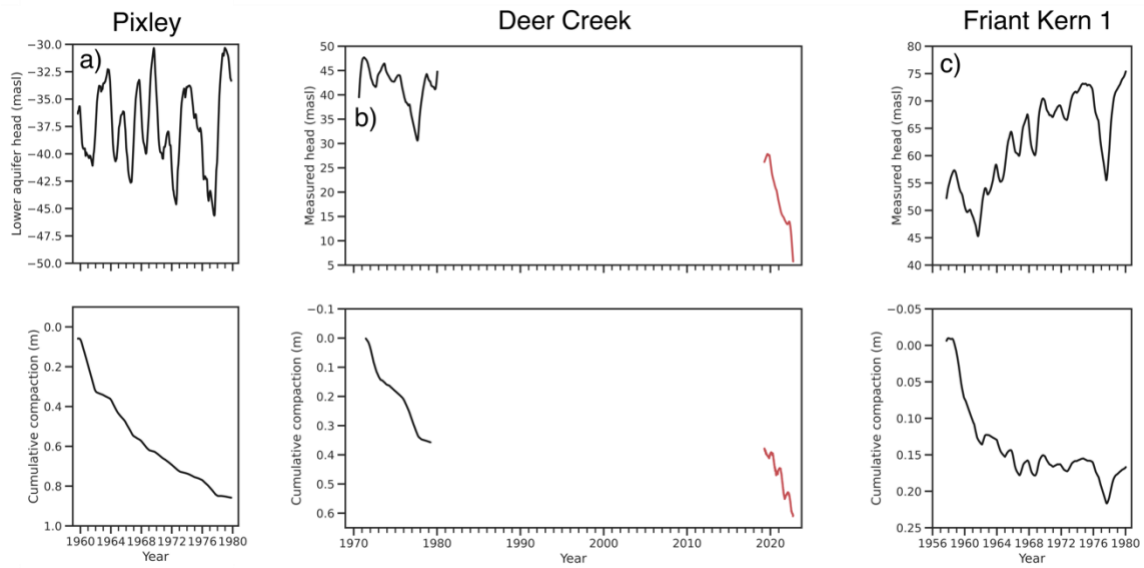 Pixley
Deer Creek
Friant Kern 1
a)
Lower aquifer head (masl)
−30.0
−32.5
−35.0
−37.5
−40.0
−42.5
−45.0
−47.5
−50.0
b)
Measured head (masl)
50
45
40
35
30
25
20
15
10
5
c)
Measured head (masl)
80
75
70
65
60
55
50
45
40
Cumulative compaction (m)
0.0
0.2
0.4
0.6
0.8
1.0
1960 1964 1968 1972 1976 1980
Year
Cumulative compaction (m)
−0.1
0.0
0.1
0.2
0.3
0.4
0.5
0.6
1970 1980 1990 2000 2010 2020
Year
Cumulative compaction (m)
−0.05
0.00
0.05
0.10
0.15
0.20
0.25
1956 1960 1964 1968 1972 1976 1980
Year